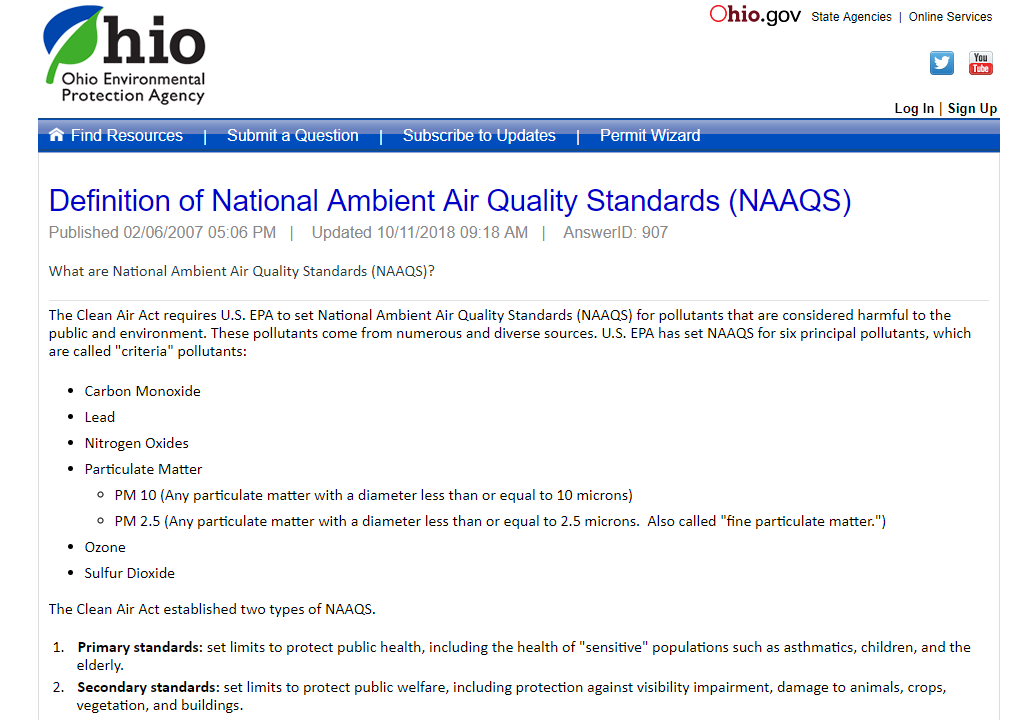 Ohio
Ohio Environmental
Protection Agency
Ohio.gov State Agencies | Online Services
You
Tube
Log In | Sign Up
Find Resources | Submit a Question | Subscribe to Updates | Permit Wizard
Definition of National Ambient Air Quality Standards (NAAQS)
Published 02/06/2007 05:06 PM | Updated 10/11/2018 09:18 AM | AnswerID: 907
What are National Ambient Air Quality Standards (NAAQS)?
The Clean Air Act requires U.S. EPA to set National Ambient Air Quality Standards (NAAQS) for pollutants that are considered harmful to the
public and environment. These pollutants come from numerous and diverse sources. U.S. EPA has set NAAQS for six principal pollutants, which
are called "criteria" pollutants:
• Carbon Monoxide
• Lead
• Nitrogen Oxides
• Particulate Matter
○ PM 10 (Any particulate matter with a diameter less than or equal to 10 microns)
○ PM 2.5 (Any particulate matter with a diameter less than or equal to 2.5 microns.  Also called "fine particulate matter.")
• Ozone
• Sulfur Dioxide
The Clean Air Act established two types of NAAQS.
1. Primary standards: set limits to protect public health, including the health of "sensitive" populations such as asthmatics, children, and the
elderly.
2. Secondary standards: set limits to protect public welfare, including protection against visibility impairment, damage to animals, crops,
vegetation, and buildings.